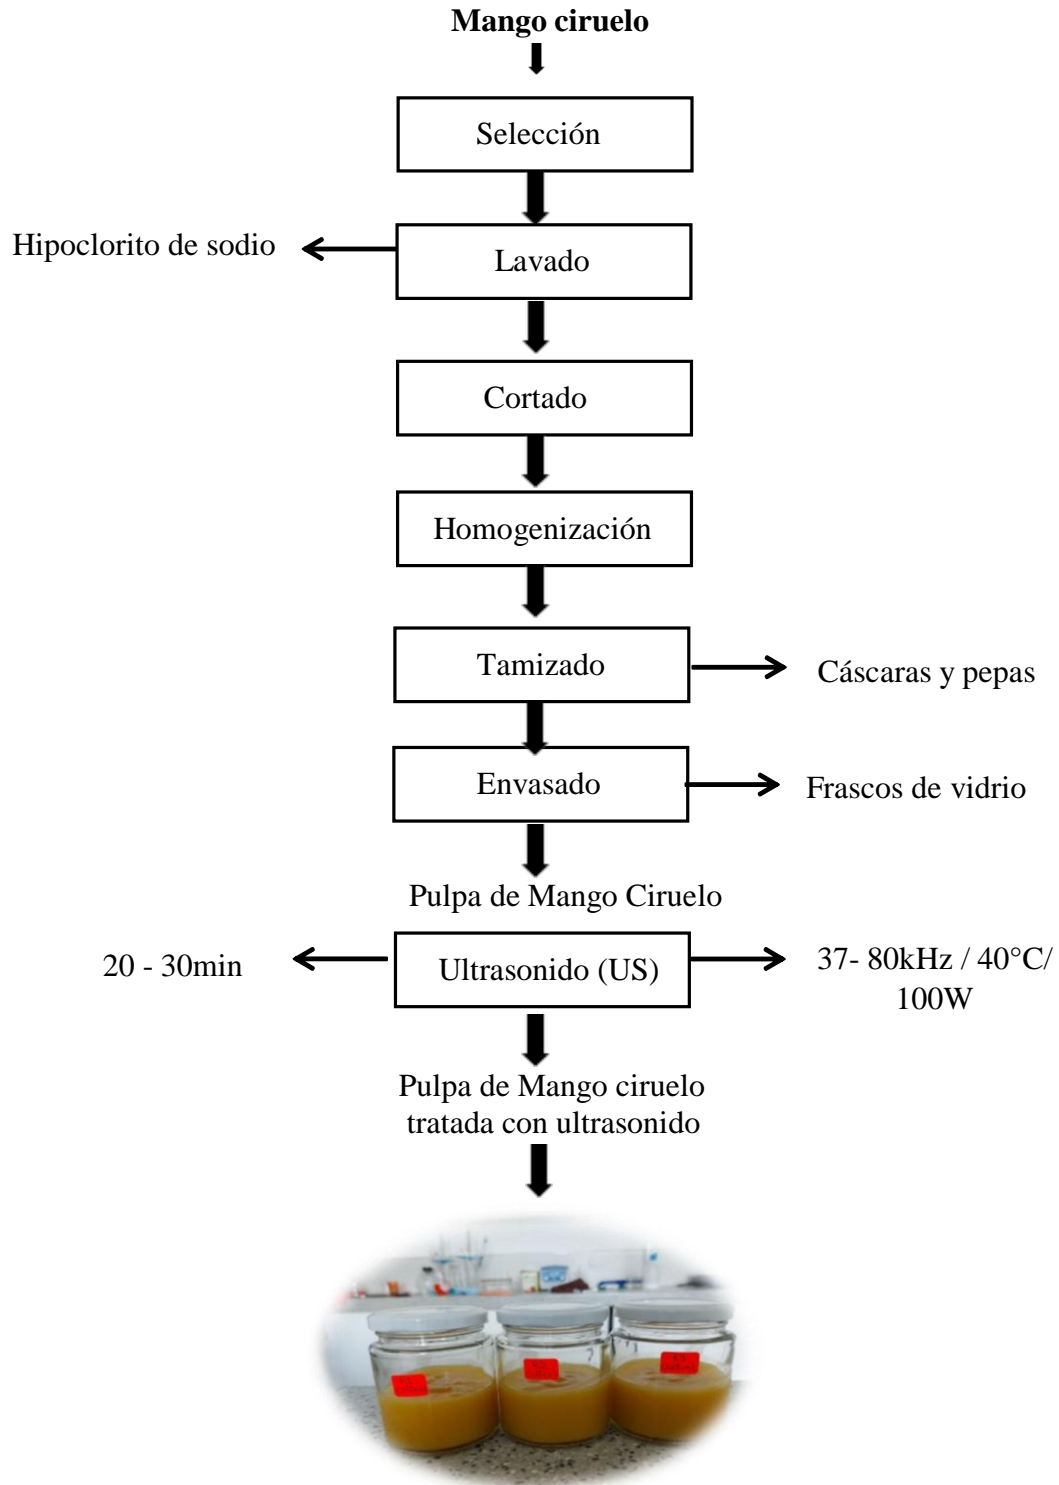 Mango ciruelo
Selección
Hipoclorito de sodio
Lavado
Cortado
Homogenización
Tamizado
Cáscaras y pepas
Envasado
Frascos de vidrio
Pulpa de Mango Ciruelo
20 - 30min
Ultrasonido (US)
37- 80kHz / 40°C/
100W
Pulpa de Mango ciruelo
tratada con ultrasonido